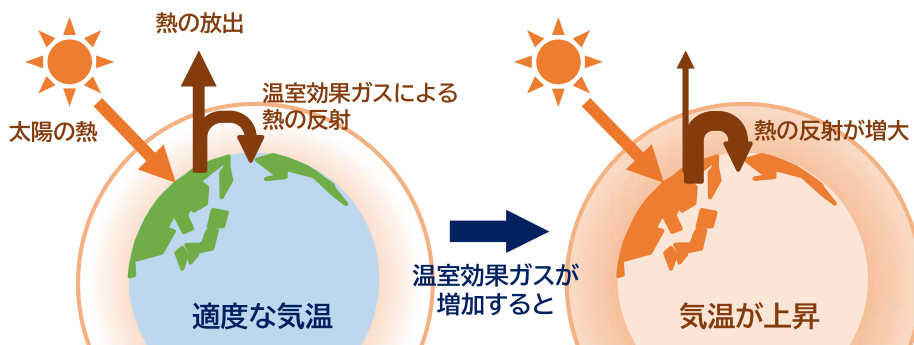 熱の放出
温室効果ガスによる
熱の反射
太陽の熱
適度な気温
温室効果ガスが
増加すると
熱の反射が増大
気温が上昇